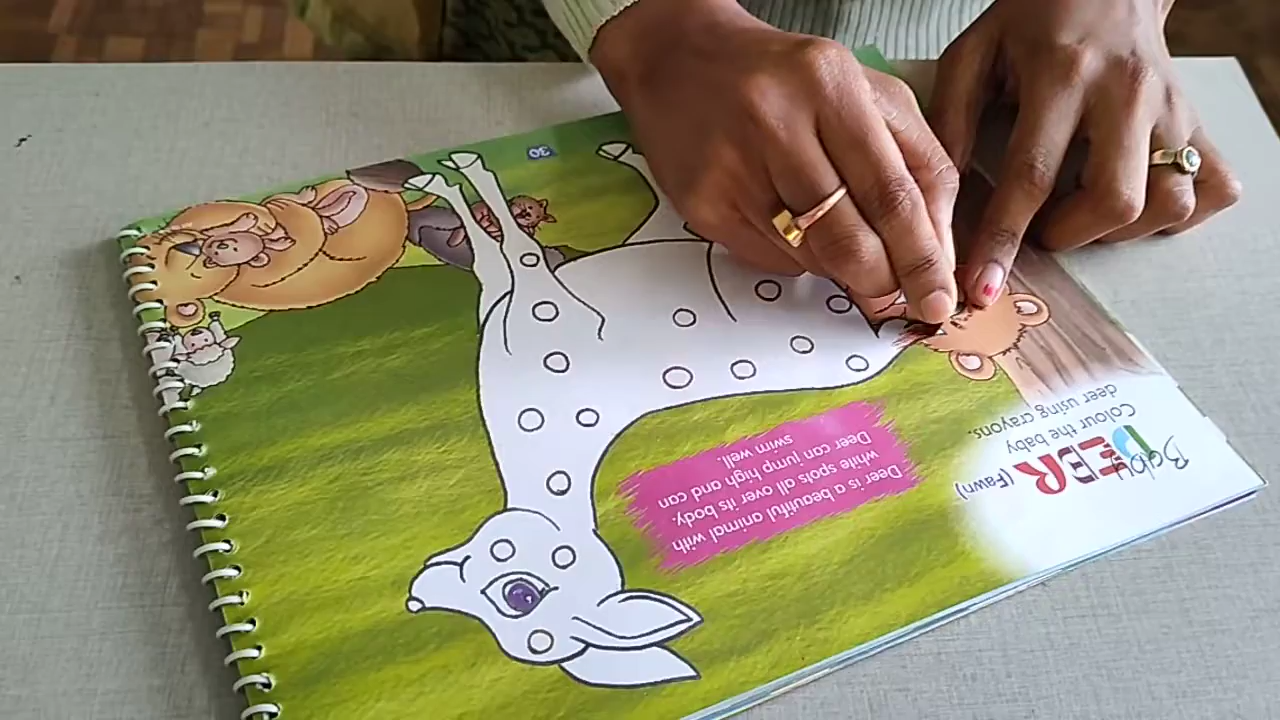 Baby
DEER (Fawn)
Colour the baby
deer using crayons.
Deer is a beautiful animal with
white spots all over its body.
Deer can jump high and can
swim well.
30